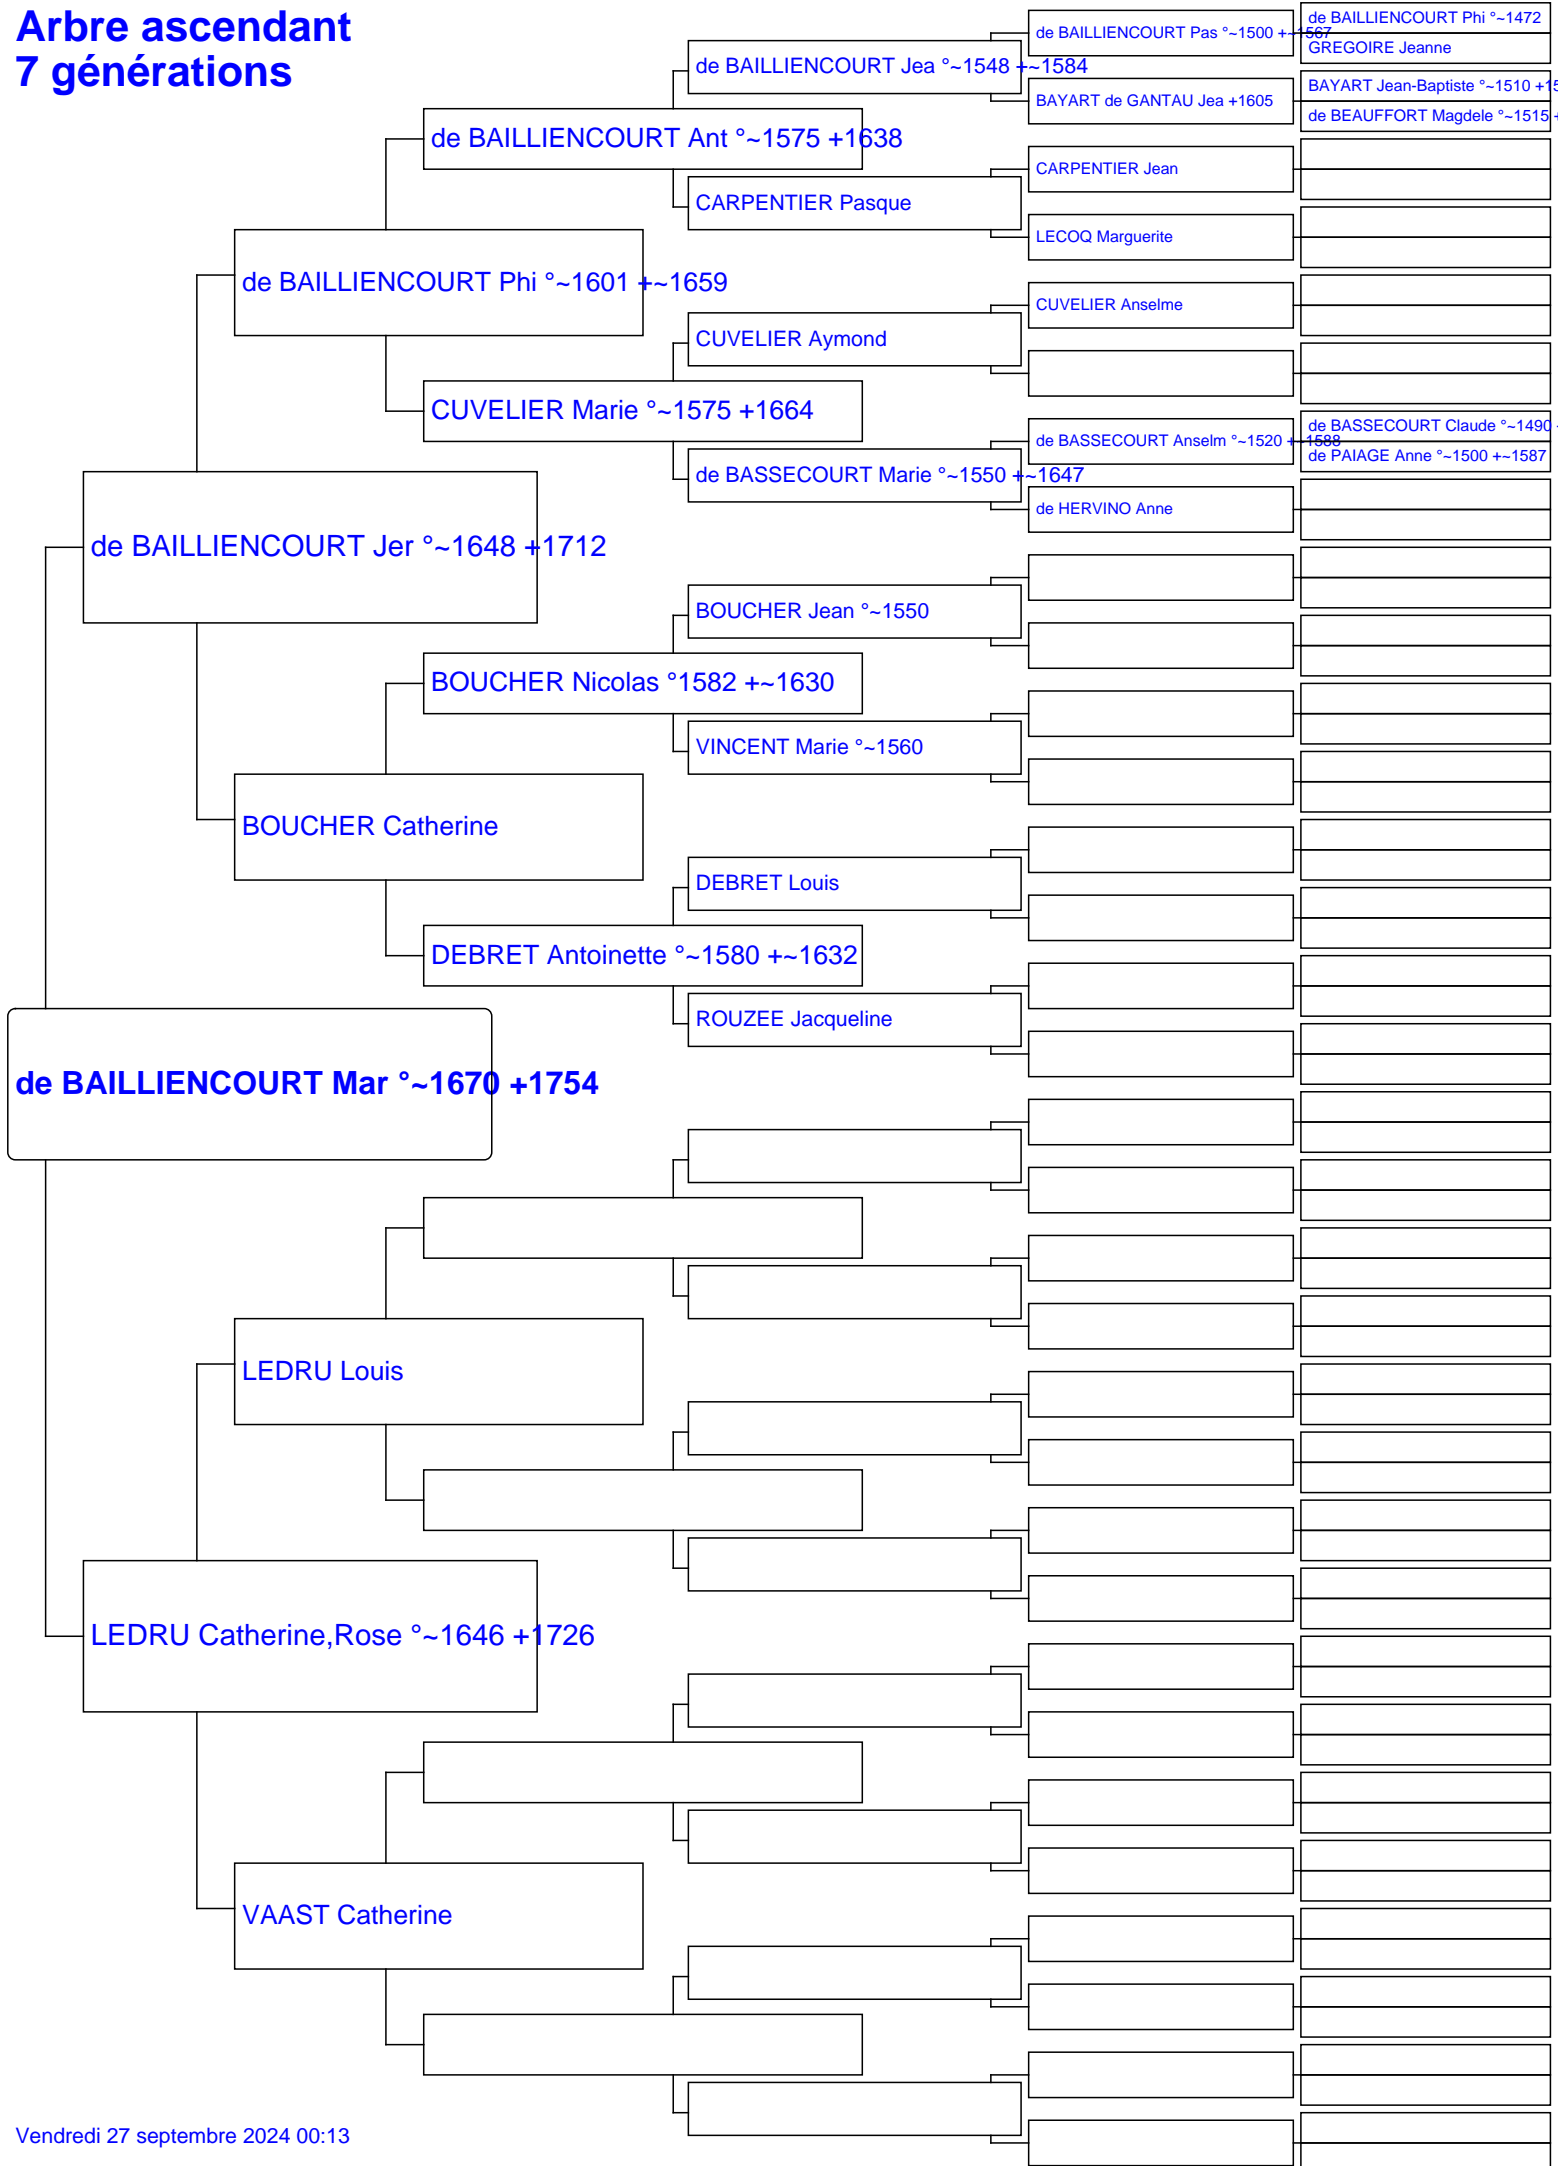 Arbre ascendant
7 générations
de BAILLIENCOURT Pas °~1500 +~1567
de BAILLIENCOURT Phi °~1472
GREGOIRE Jeanne
de BAILLIENCOURT Jea °~1548 +~1584
BAYART de GANTAU Jea +1605
BAYART Jean-Baptiste °~1510 +15
de BEAUFFORT Magdele °~1515 +
de BAILLIENCOURT Ant °~1575 +1638
CARPENTIER Jean
CARPENTIER Pasque
LECOQ Marguerite
de BAILLIENCOURT Phi °~1601 +~1659
CUVELIER Anselme
CUVELIER Aymond
CUVELIER Marie °~1575 +1664
de BASSECOURT Anselm °~1520 +~1588
de BASSECOURT Claude °~1490 +
de PAIAGE Anne °~1500 +~1587
de BASSECOURT Marie °~1550 +~1647
de HERVINO Anne
de BAILLIENCOURT Jer °~1648 +1712
BOUCHER Jean °~1550
BOUCHER Nicolas °1582 +~1630
VINCENT Marie °~1560
BOUCHER Catherine
DEBRET Louis
DEBRET Antoinette °~1580 +~1632
ROUZEE Jacqueline
de BAILLIENCOURT Mar °~1670 +1754
LEDRU Louis
LEDRU Catherine,Rose °~1646 +1726
VAAST Catherine
Vendredi 27 septembre 2024 00:13